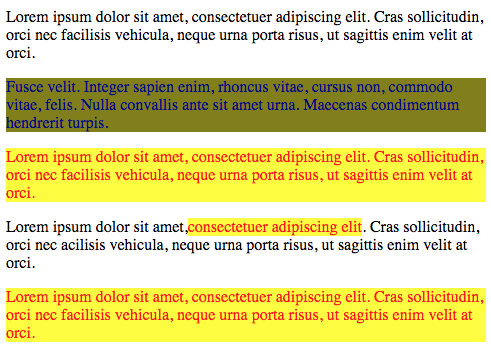 Lorem ipsum dolor sit amet, consectetuer adipiscing elit. Cras sollicitudin,
orci nec facilisis vehicula, neque urna porta risus, ut sagittis enim velit et
orci.
Fusce velit. Integer sapien enim, rhoncus vitae, cursus non, commodo
vitae, felis. Nulla convallis ante sit amet urna. Maecenas condimentum
hendrerit turpis.
Lorem ipsum dolor sit amet, consectetuer adipiscing elit. Cras sollicitudin,
orci nec facilisis vehicula, neque urna porta risus, ut sagittis enim velit et
orci.
Lorem ipsum dolor sit amet,consectetuer adipiscing elit. Cras sollicitudin,
orci nec acilisis vehicula, neque urna porta risus, ut sagittis enim velit et
orci.
Lorem ipsum dolor sit amet, consectetuer adipiscing elit. Cras sollicitudin,
orci nec facilisis vehicula, neque urna porta risus, ut sagittis enim velit et
orci.